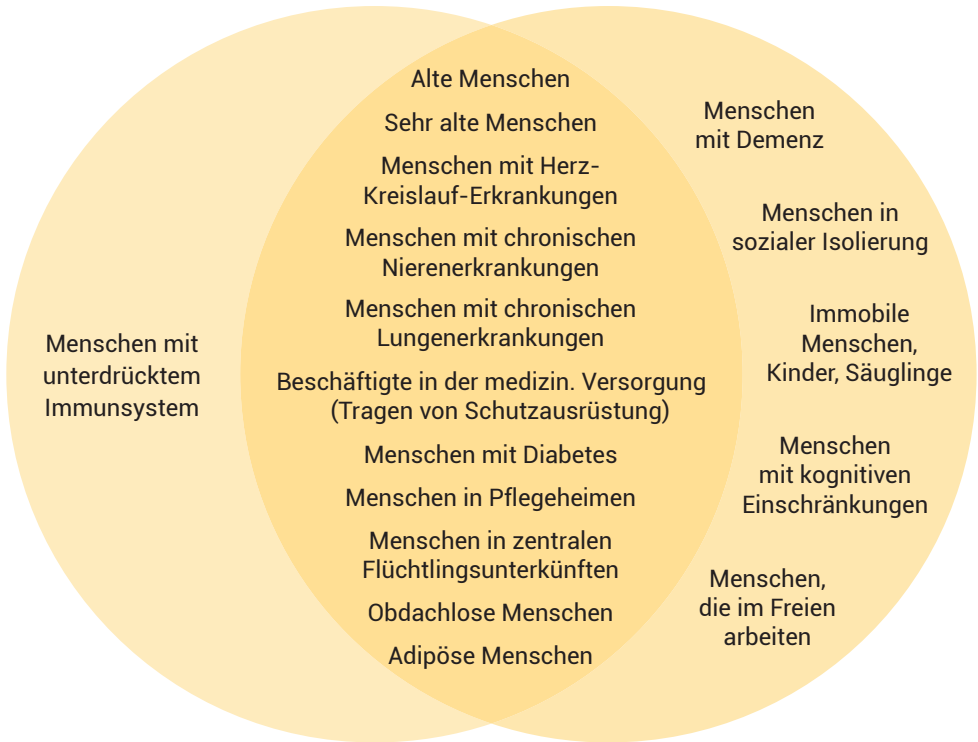 Menschen mit
unterdrücktem
Immunsystem
Alte Menschen
Sehr alte Menschen
Menschen mit Herz-
Kreislauf-Erkrankungen
Menschen mit chronischen
Nierenerkrankungen
Menschen mit chronischen
Lungenerkrankungen
Beschäftigte in der medizin. Versorgung
(Tragen von Schutzausrüstung)
Menschen mit Diabetes
Menschen in Pflegeheimen
Menschen in zentralen
Flüchtlingsunterkünften
Obdachlose Menschen
Adipöse Menschen
Menschen
mit Demenz
Menschen in
sozialer Isolierung
Immobile
Menschen,
Kinder, Säuglinge
Menschen
mit kognitiven
Einschränkungen
Menschen,
die im Freien
arbeiten